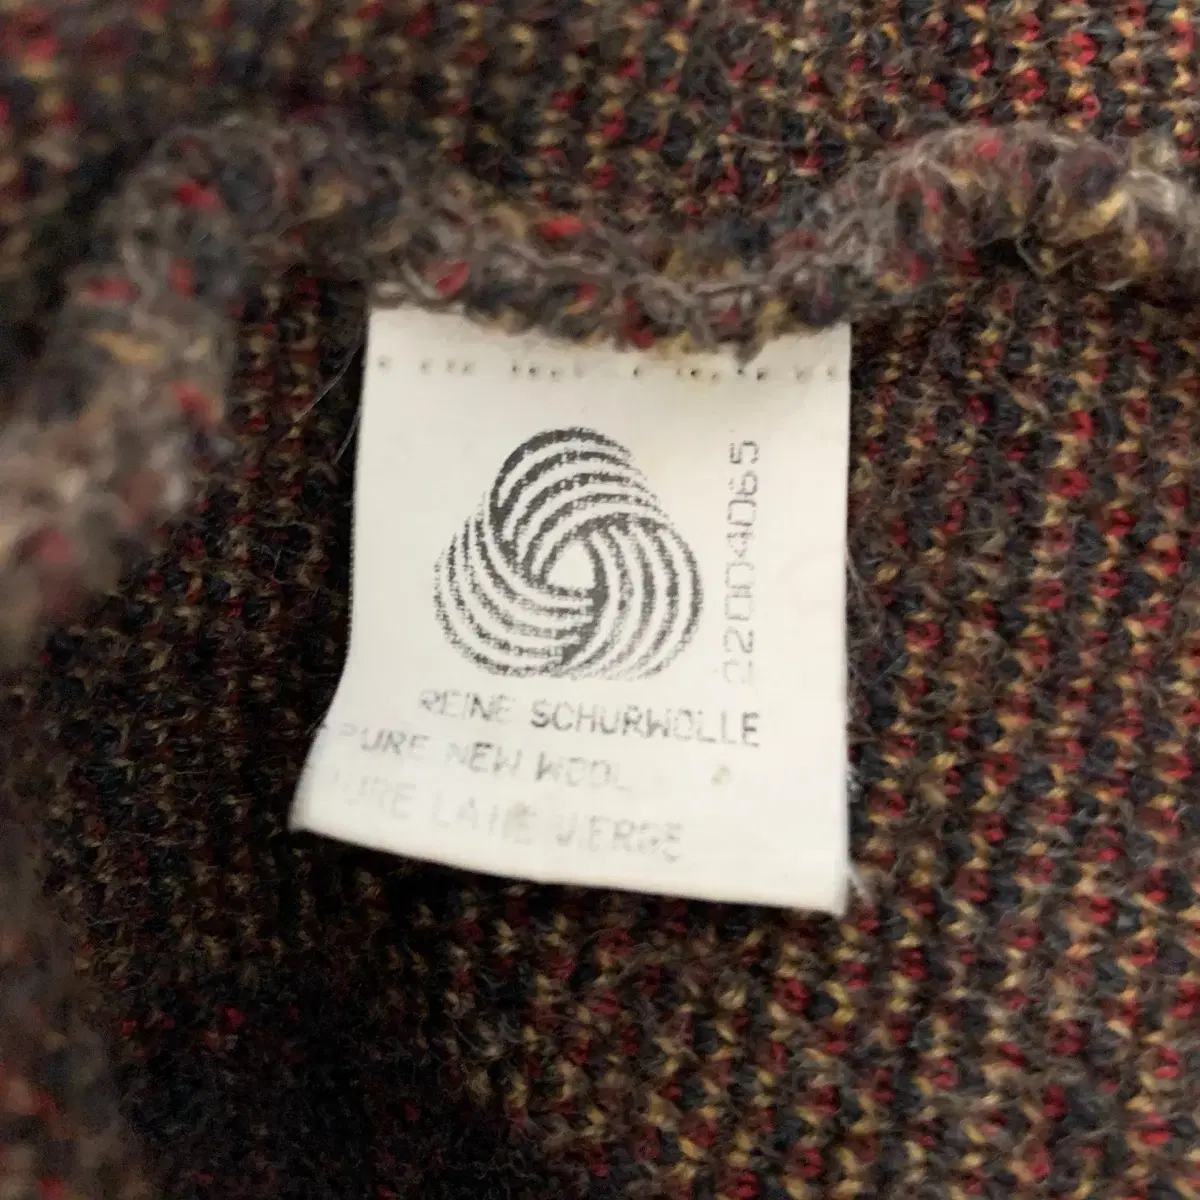 22004065
REINE SCHURWOLLE
PURE NEW WOOL
PURE LAINE VIERGE